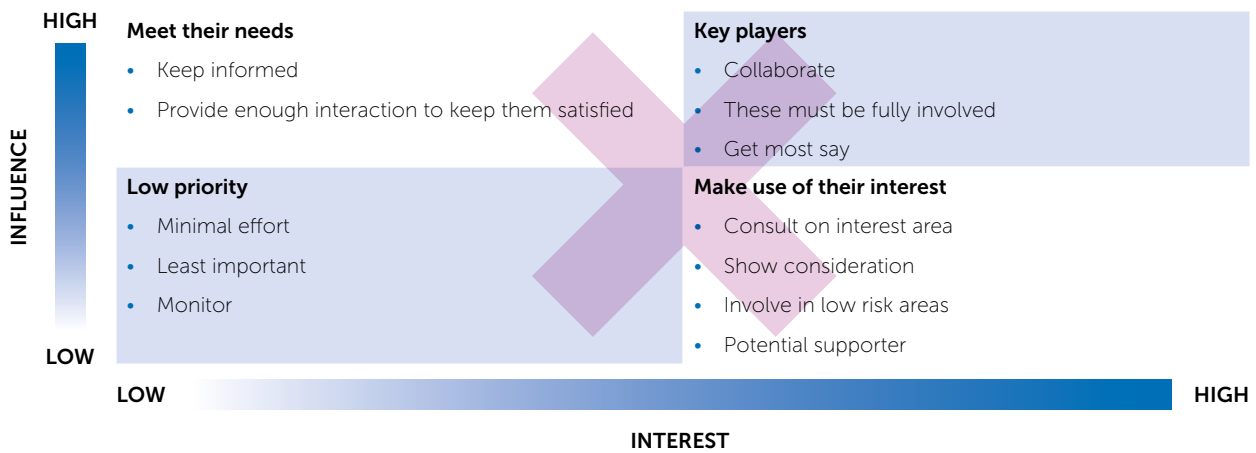 HIGH
INFLUENCE
LOW
Meet their needs
• Keep informed
• Provide enough interaction to keep them satisfied
Key players
• Collaborate
• These must be fully involved
• Get most say
Low priority
• Minimal effort
• Least important
• Monitor
Make use of their interest
• Consult on interest area
• Show consideration
• Involve in low risk areas
• Potential supporter
LOW
HIGH
INTEREST